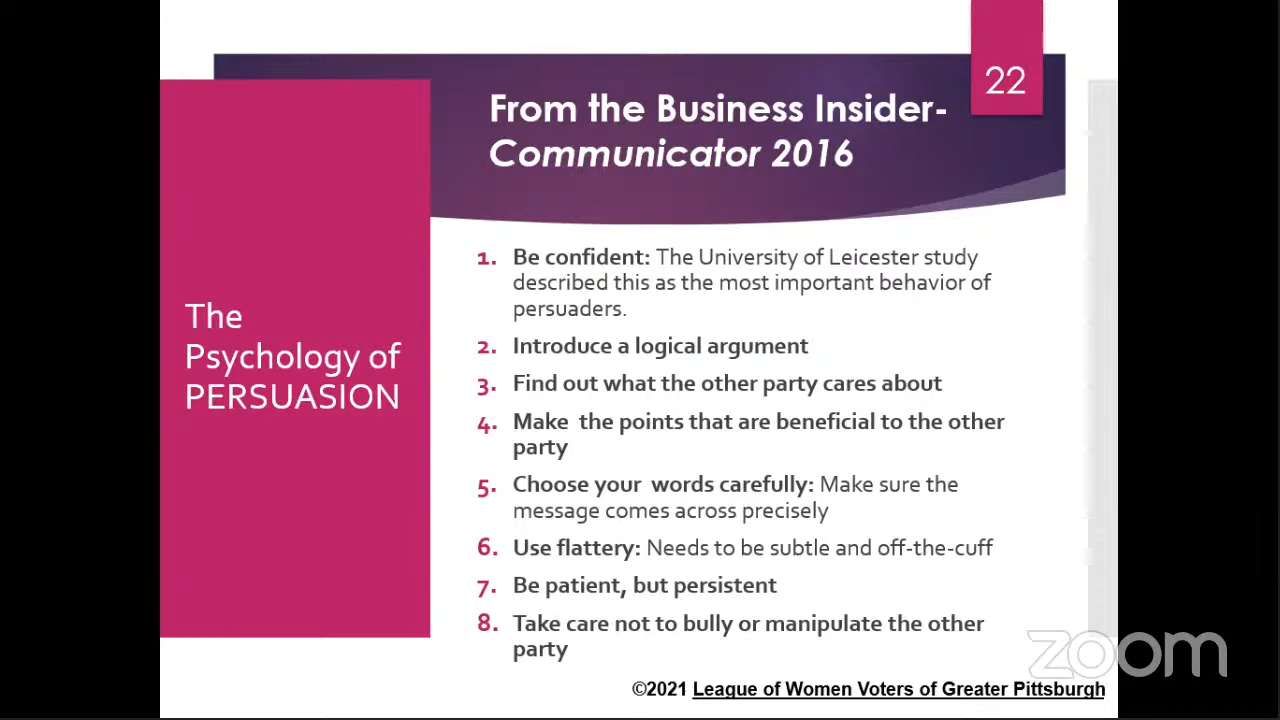 22
From the Business Insider-
Communicator 2016
The
Psychology of
PERSUASION
1. Be confident: The University of Leicester study
described this as the most important behavior of
persuaders.
2. Introduce a logical argument
3. Find out what the other party cares about
4. Make the points that are beneficial to the other
party
5. Choose your words carefully: Make sure the
message comes across precisely
6. Use flattery: Needs to be subtle and off-the-cuff
7. Be patient, but persistent
8. Take care not to bully or manipulate the other
party
zoom
©2021 League of Women Voters of Greater Pittsburgh